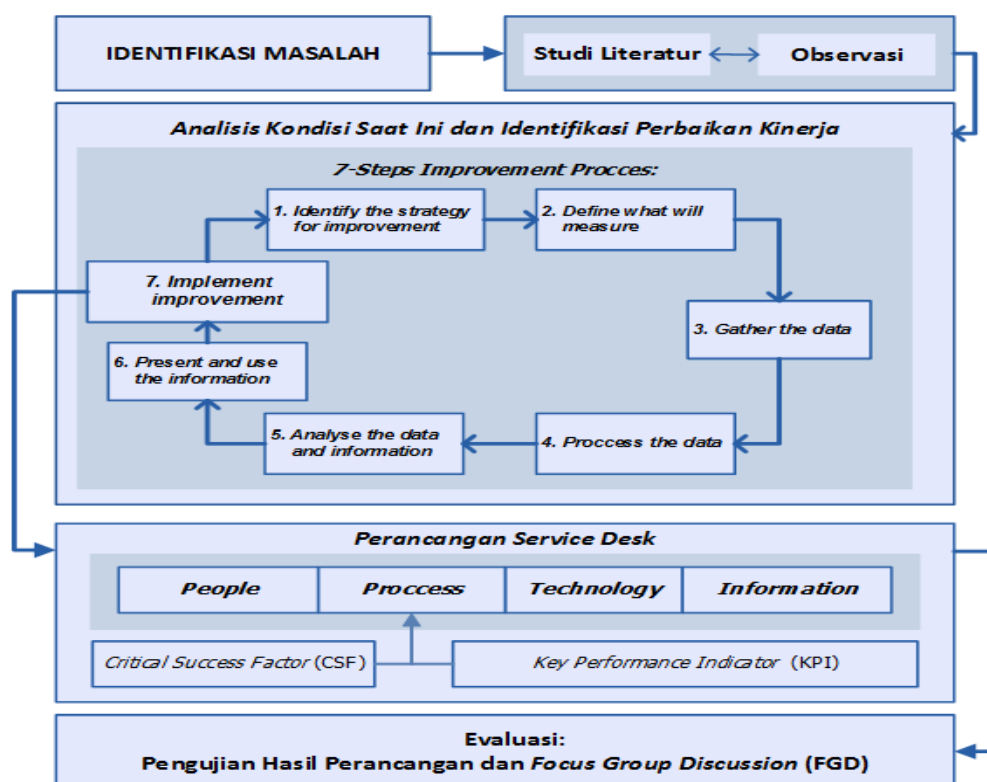 IDENTIFIKASI MASALAH
Studi Literatur
Observasi
Analisis Kondisi Saat Ini dan Identifikasi Perbaikan Kinerja
7-Steps Improvement Procces:
1. Identify the strategy
for improvement
2. Define what will
measure
7. Implement
improvement
3. Gather the data
6. Present and use
the information
5. Analyse the data
and information
4. Proccess the data
Perancangan Service Desk
People
Proccess
Technology
Information
Critical Success Factor (CSF)
Key Performance Indicator (KPI)
Evaluasi:
Pengujian Hasil Perancangan dan Focus Group Discussion (FGD)